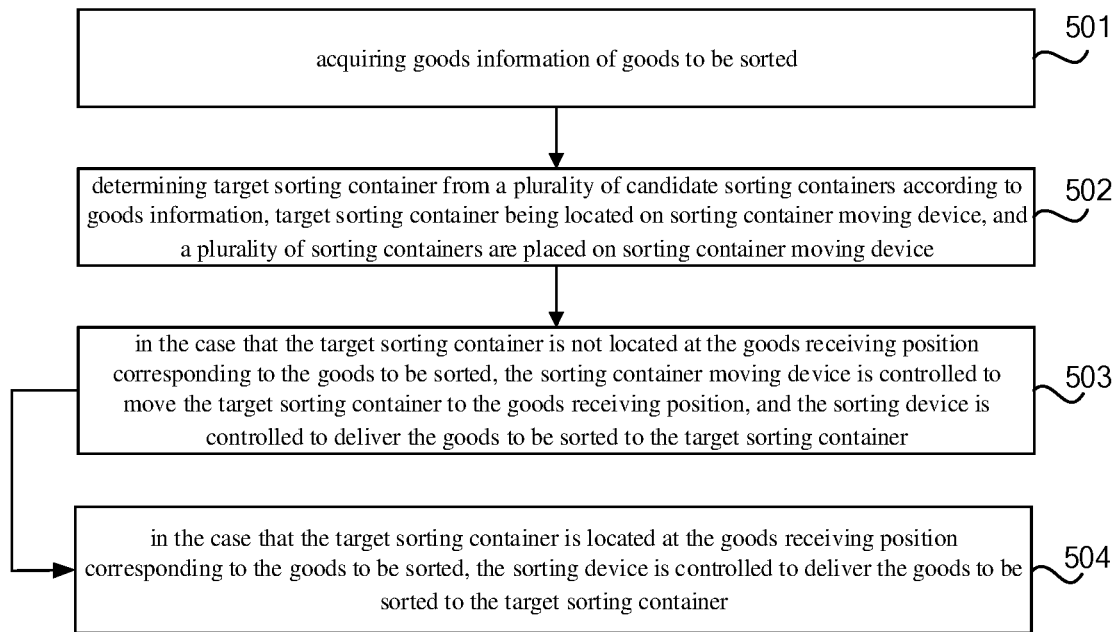 acquiring goods information of goods to be sorted
501
determining target sorting container from a plurality of candidate sorting containers according to
goods information, target sorting container being located on sorting container moving device, and
a plurality of sorting containers are placed on sorting container moving device
502
in the case that the target sorting container is not located at the goods receiving position
corresponding to the goods to be sorted, the sorting container moving device is controlled to
move the target sorting container to the goods receiving position, and the sorting device is
controlled to deliver the goods to be sorted to the target sorting container
503
in the case that the target sorting container is located at the goods receiving position
corresponding to the goods to be sorted, the sorting device is controlled to deliver the goods to be
sorted to the target sorting container
504